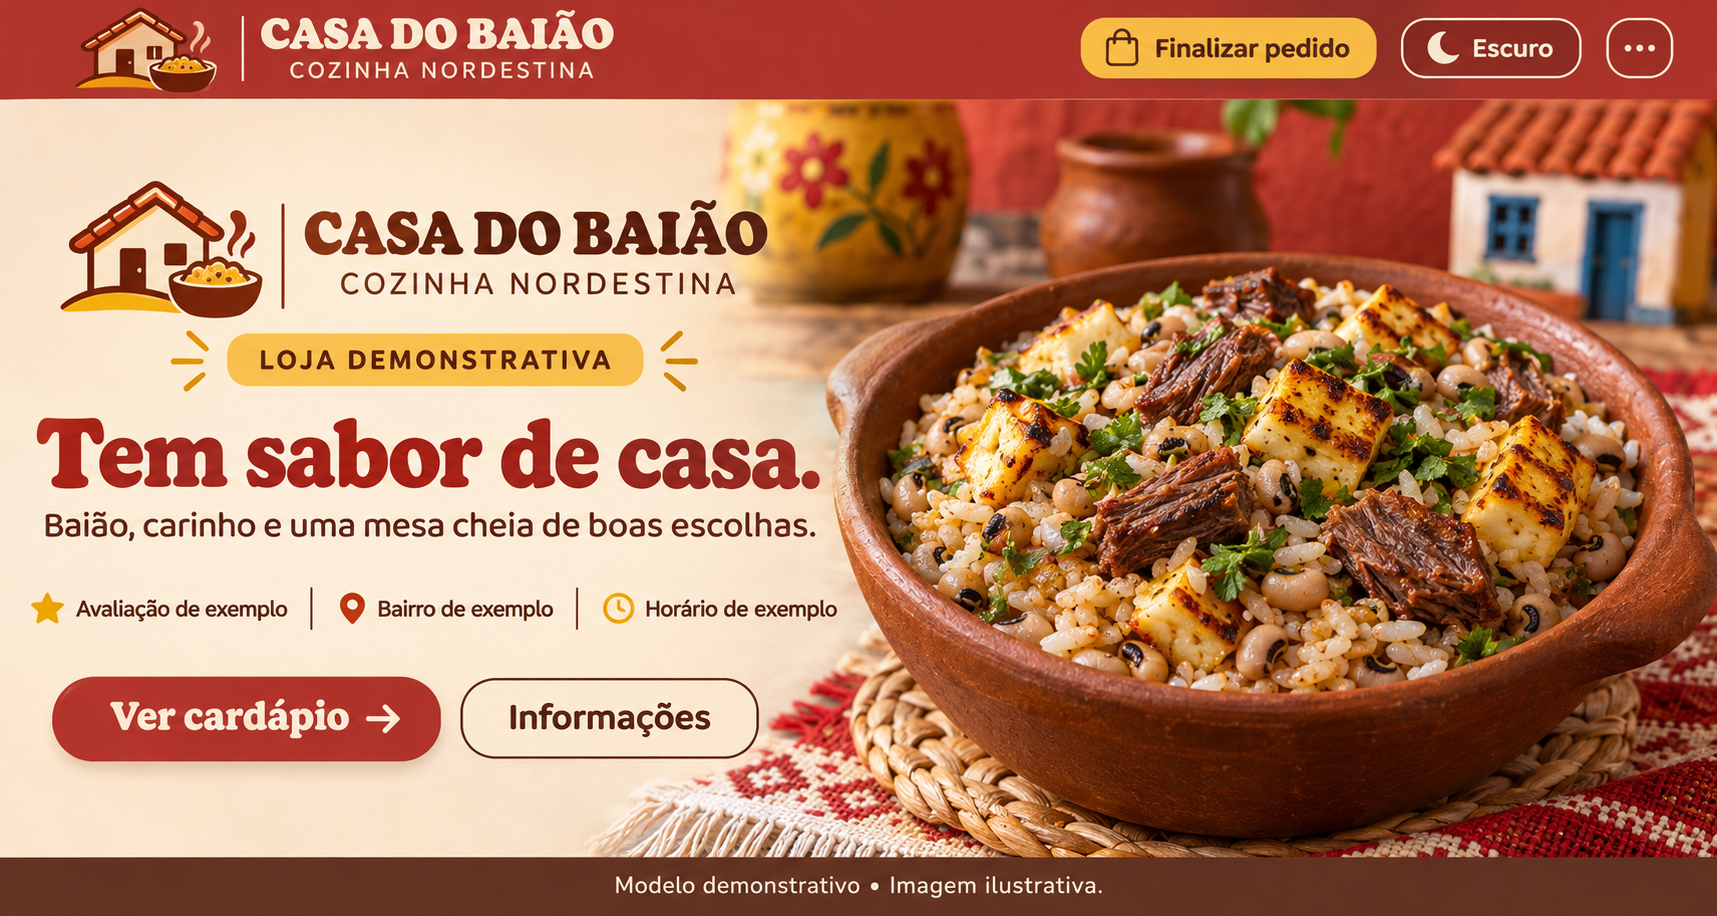 CASA DO BAIÃO
COZINHA NORDESTINA
Finalizar pedido
Escuro
CASA DO BAIÃO
COZINHA NORDESTINA
LOJA DEMONSTRATIVA
Tem sabor de casa.
Baião, carinho e uma mesa cheia de boas escolhas.
Avaliação de exemplo
Bairro de exemplo
Horário de exemplo
Ver cardápio
Informações
Modelo demonstrativo • Imagem ilustrativa.